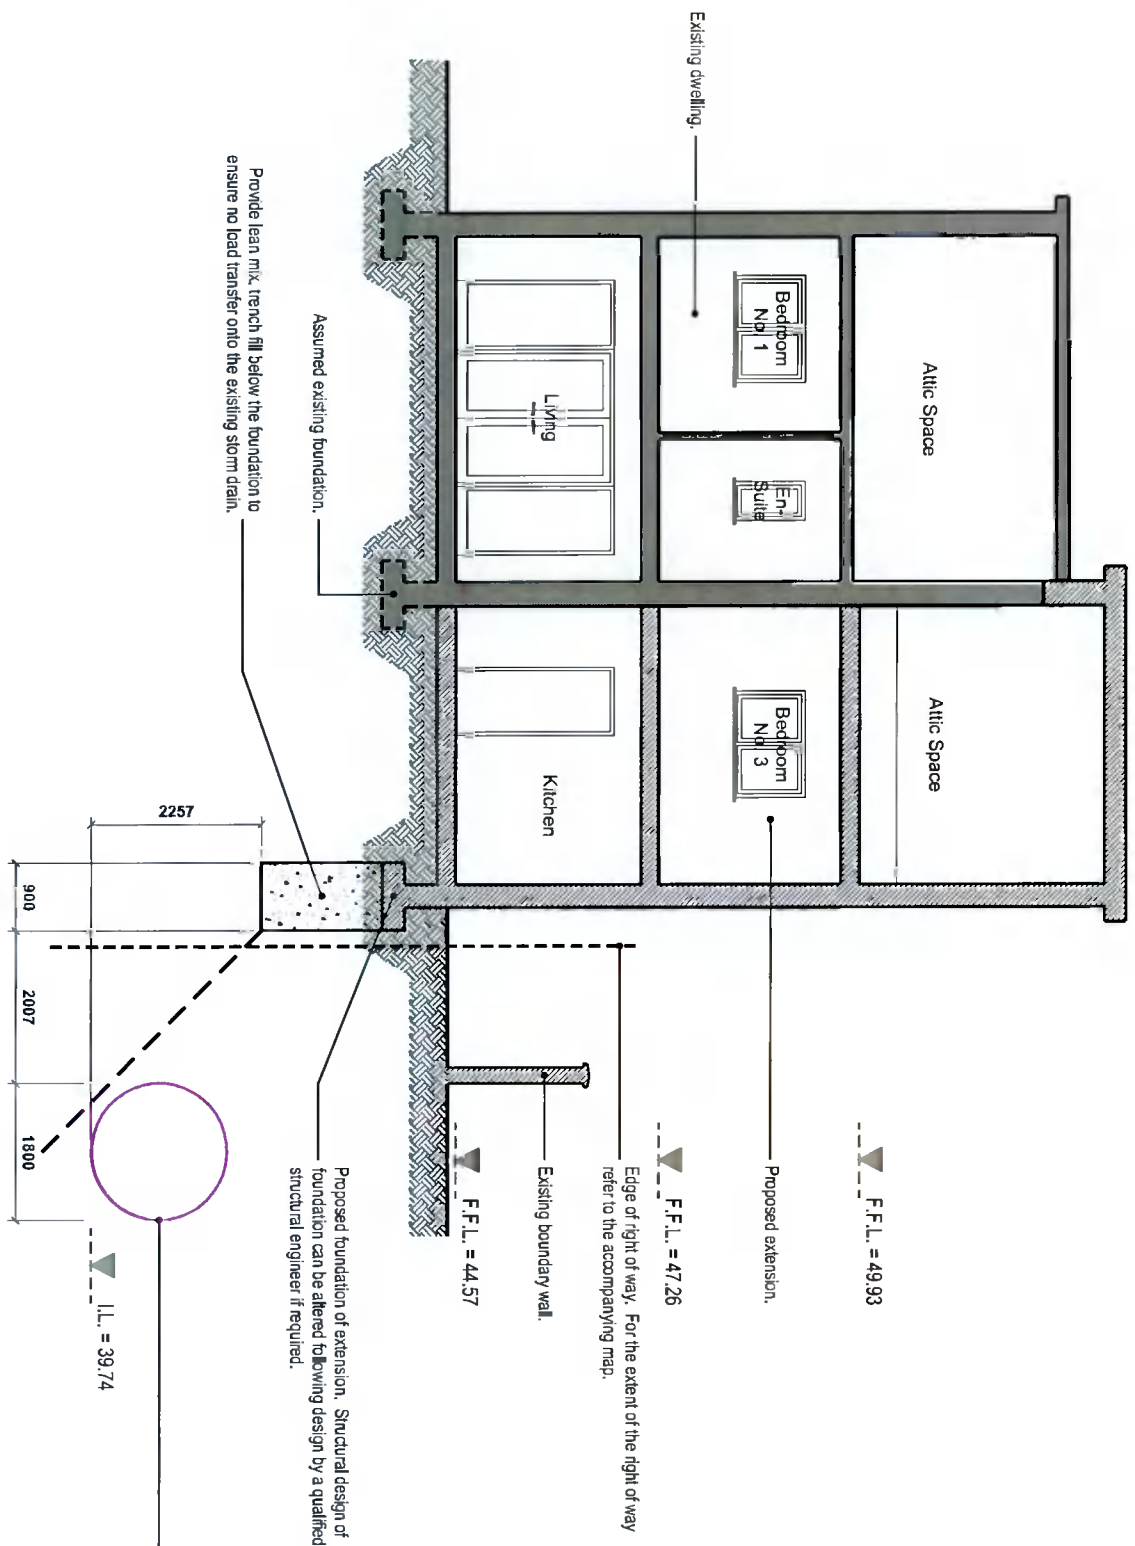 Existing dwelling.
Attic Space
Attic Space
Bedroom
No. 1
En-
Suite
Bedroom
No. 3
Living
Kitchen
Proposed extension.
Edge of right of way. For the extent of the right of way
refer to the accompanying map.
Existing boundary wall.
F.F.L. = 49.93
F.F.L. = 47.26
F.F.L. = 44.57
I.L. = 39.74
Assumed existing foundation.
Provide lean mix, trench fill below the foundation to
ensure no load transfer onto the existing storm drain.
Proposed foundation of extension. Structural design of
foundation can be altered following design by a qualified
structural engineer if required.
2257
900
2007
1800